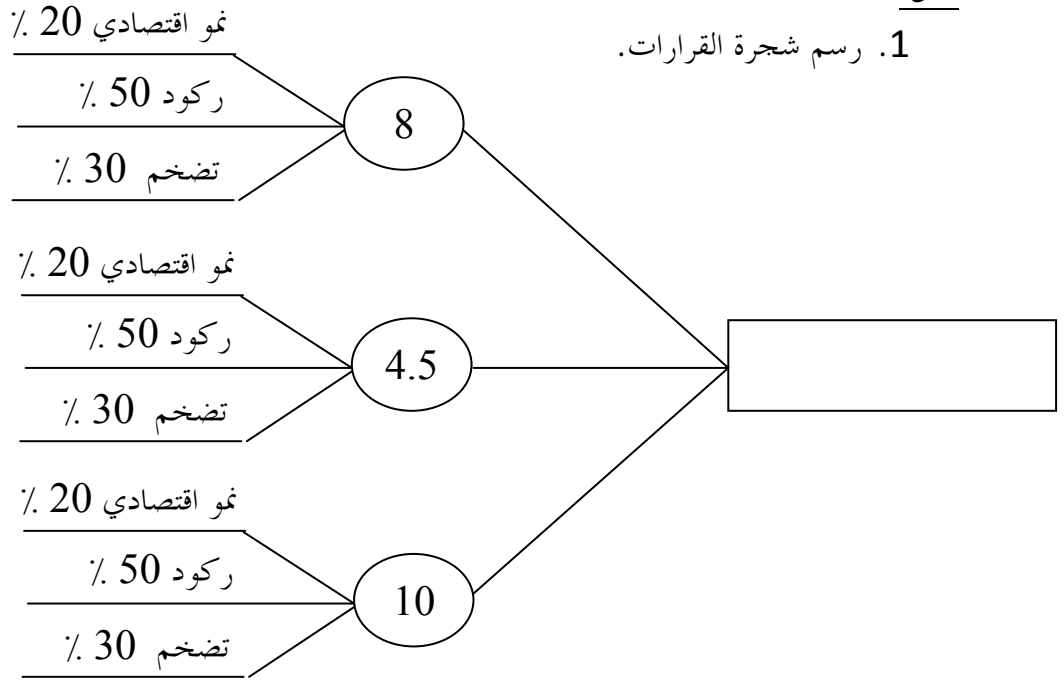 1. رسم شجرة القرارات.
نمو اقتصادي 20 ٪
ركود 50 ٪
تضخم 30 ٪
8
نمو اقتصادي 20 ٪
ركود 50 ٪
تضخم 30 ٪
4.5
نمو اقتصادي 20 ٪
ركود 50 ٪
تضخم 30 ٪
10